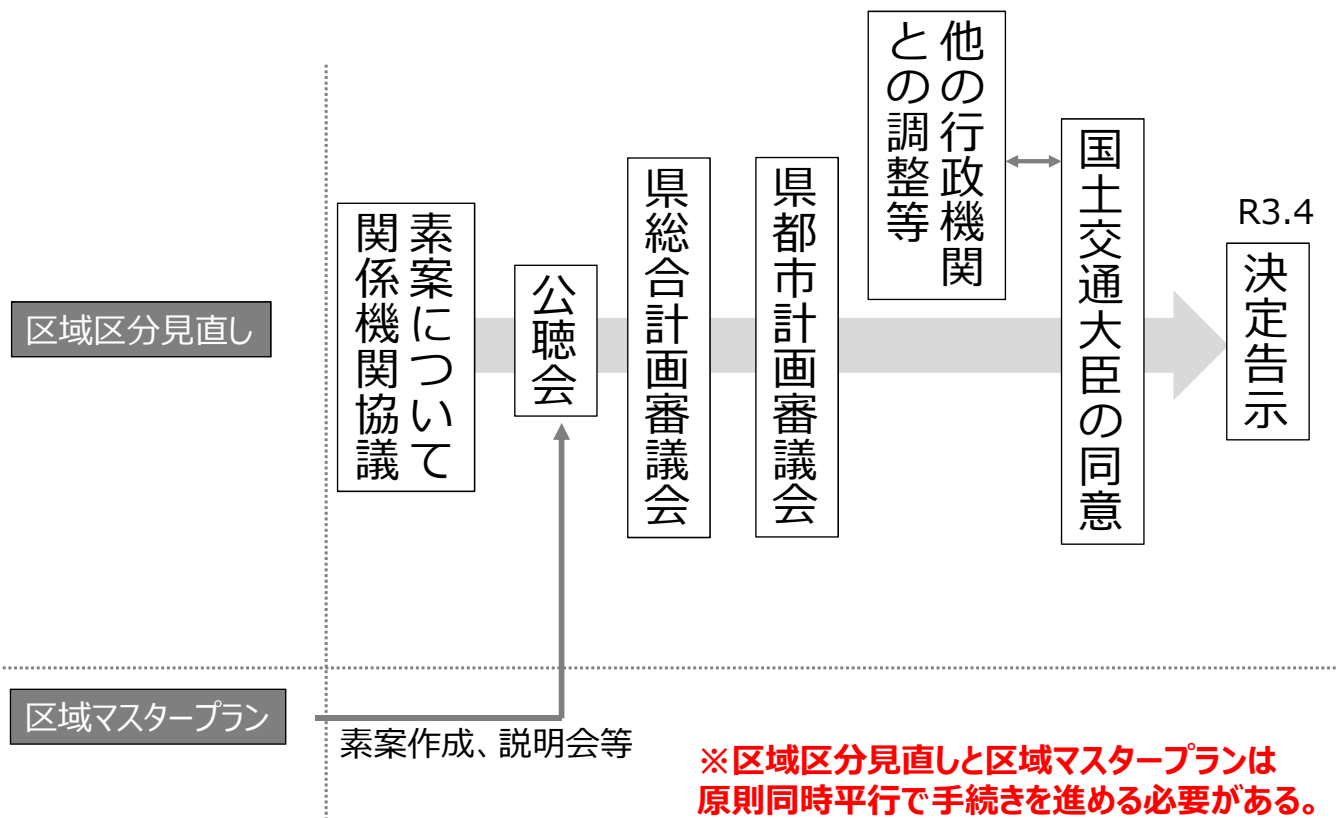 区域区分見直し
素案について
関係機関協議
公聴会
県総合計画審議会
県都市計画審議会
他の行政機関
との調整等
国土交通大臣の同意
R3.4
決定告示
区域マスタープラン
素案作成、説明会等
※区域区分見直しと区域マスタープランは
原則同時平行で手続きを進める必要がある。